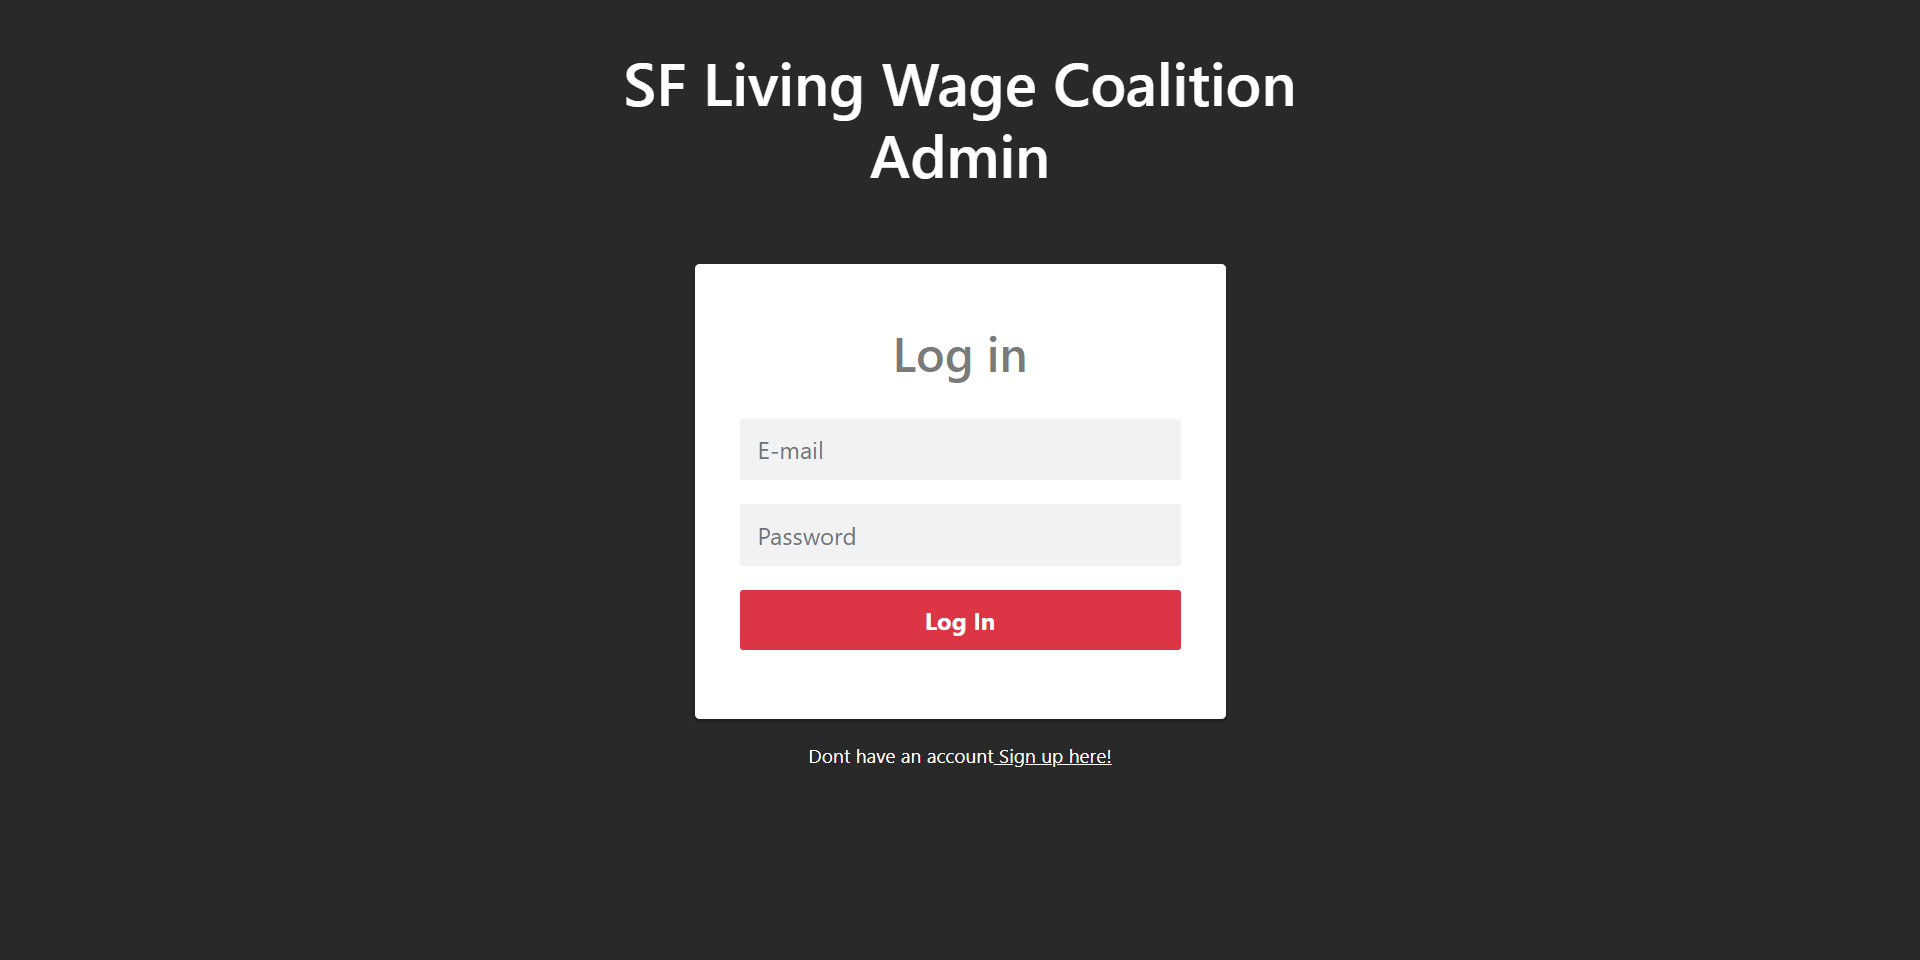 SF Living Wage Coalition
Admin
Log in
E-mail
Password
Log In
Dont have an account Sign up here!